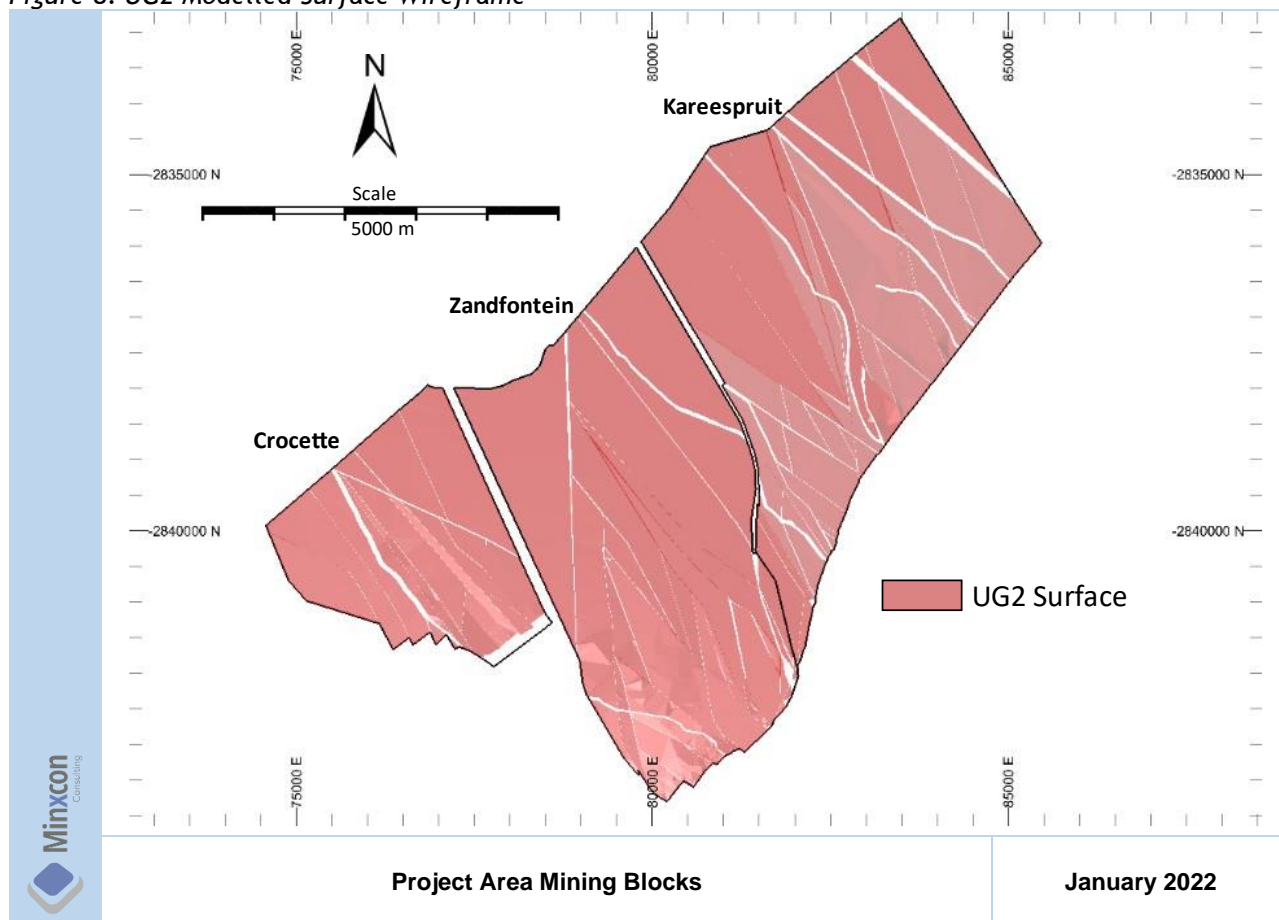 Figure 8: UG2 Modelled Surface Wireframe
75000 E
80000 E
85000 E
N
Kareespruit
-2835000 N
-2835000 N
Scale
5000 m
Zandfontein
Crocette
-2840000 N
-2840000 N
UG2 Surface
75000 E
80000 E
85000 E
Minxcon
Consulting
Project Area Mining Blocks
January 2022